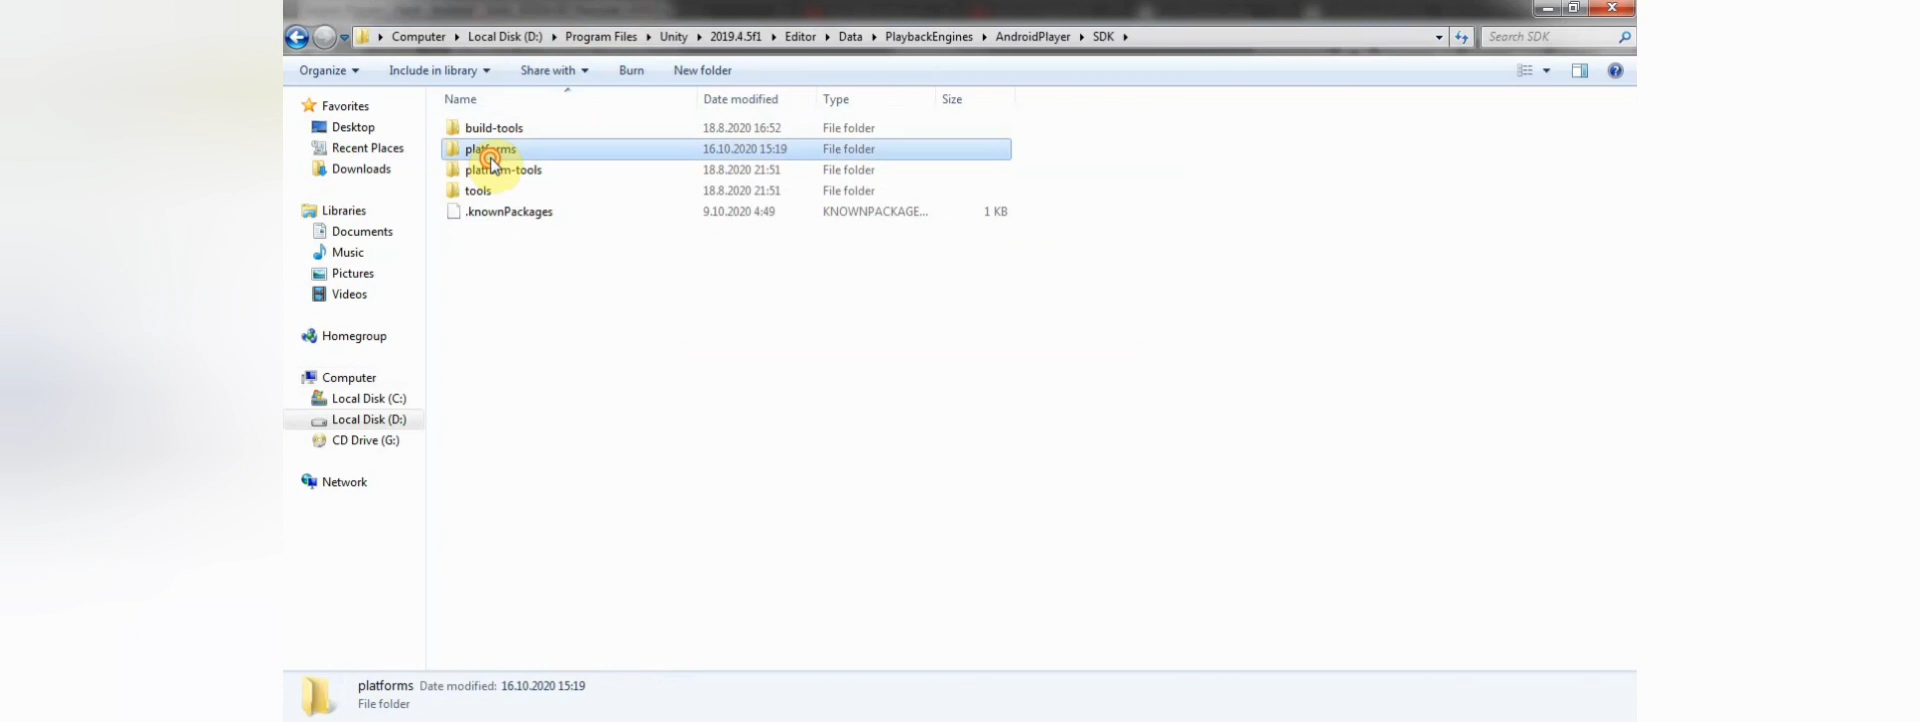 Computer Local Disk (D:) Program Files Unity 2019.4.5f1 Editor Data PlaybackEngines AndroidPlayer SDK Search SDK
Organize Include in library Share with Burn New folder
Name Date modified Type Size
Favorites
Desktop
Recent Places
Downloads
Libraries
Documents
Music
Pictures
Videos
Homegroup
Computer
Local Disk (C:)
Local Disk (D:)
CD Drive (G:)
Network
build-tools 18.8.2020 16:52 File folder
platforms 16.10.2020 15:19 File folder
platform-tools 18.8.2020 21:51 File folder
tools 18.8.2020 21:51 File folder
.knownPackages 9.10.2020 4:49 KNOWNPACKAGE... 1 KB
platforms Date modified: 16.10.2020 15:19
File folder